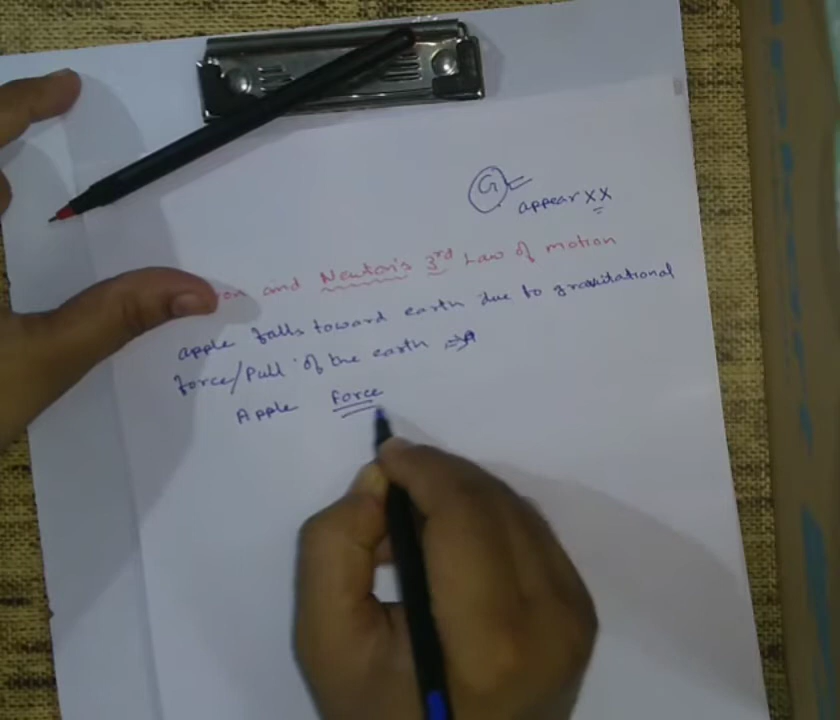 G =
appear XX
and Newton's 3rd Law of motion
apple falls toward earth due to gravitational
force/Pull of the earth ⇒
Apple force